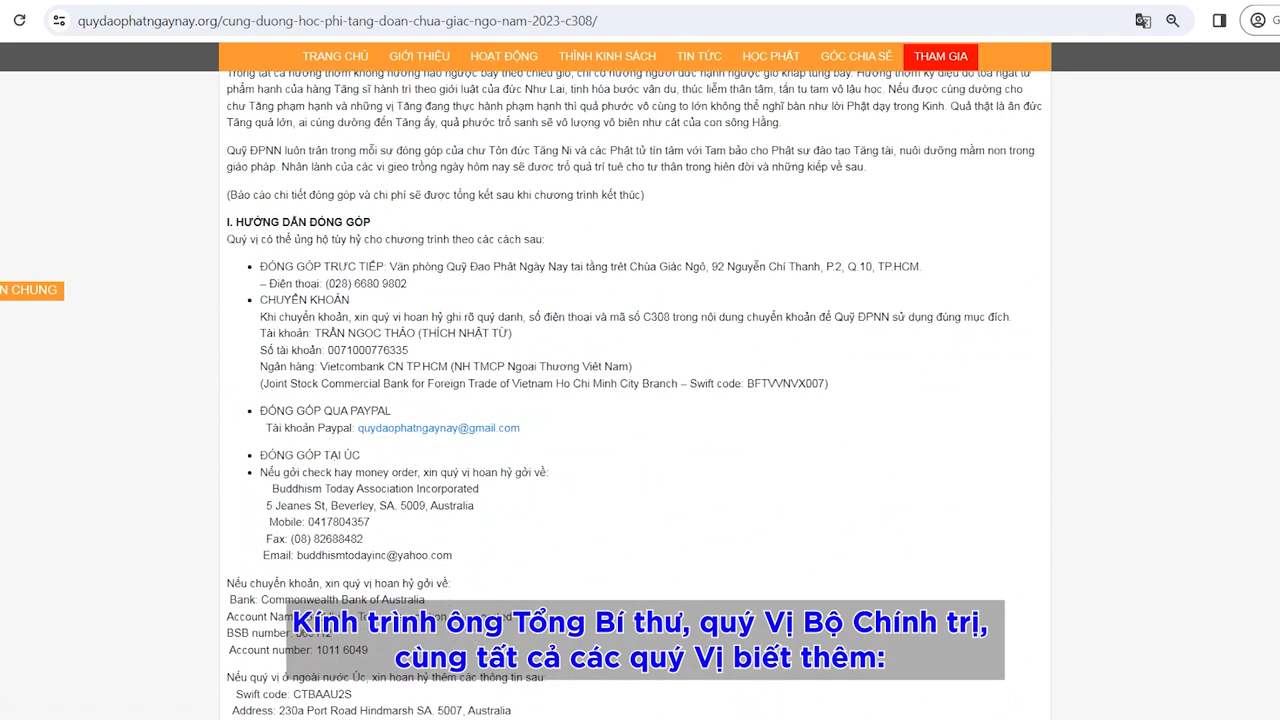 quydaophatngaynay.org/cung-duong-hoc-phi-tang-doan-chua-giac-ngo-nam-2023-c308/
TRANG CHỦ GIỚI THIỆU HOẠT ĐỘNG THỈNH KINH SÁCH TIN TỨC HỌC PHẬT GÓC CHIA SẺ THAM GIA
Trong tất cả hương thơm không hương nào ngược bay theo chiều gió, chỉ có hương người đức hạnh ngược gió khắp tung bay. Hương thơm kỳ diệu đó tỏa ngát từ
phẩm hạnh của hàng Tăng sĩ hành trì theo giới luật của đức Như Lai, tịnh hóa bước vân du, thúc liễm thân tâm, tấn tu tam vô lậu học. Nếu được cúng dường cho
chư Tăng phạm hạnh và những vị Tăng đang thực hành phạm hạnh thì quả phước vô cùng to lớn không thể nghĩ bàn như lời Phật dạy trong Kinh. Quả thật là ân đức
Tăng quá lớn, ai cúng dường đến Tăng ấy, quả phước trổ sanh sẽ vô lượng vô biên như cát của con sông Hằng.
Quỹ ĐPNN luôn trân trọng mỗi sự đóng góp của chư Tôn đức Tăng Ni và các Phật tử tín tâm với Tam bảo cho Phật sự đào tạo Tăng tài, nuôi dưỡng mầm non trong
giáo pháp. Nhân lành của các vị gieo trồng ngày hôm nay sẽ được trổ quả trí tuệ cho tự thân trong hiện đời và những kiếp về sau.
(Báo cáo chi tiết đóng góp và chi phí sẽ được tổng kết sau khi chương trình kết thúc)
I. HƯỚNG DẪN ĐÓNG GÓP
Quý vị có thể ủng hộ tùy hỷ cho chương trình theo các cách sau:
ĐÓNG GÓP TRỰC TIẾP: Văn phòng Quỹ Đạo Phật Ngày Nay tại tầng trệt Chùa Giác Ngộ, 92 Nguyễn Chí Thanh, P.2, Q.10, TP.HCM.
– Điện thoại: (028) 6680 9802
N CHUNG
CHUYỂN KHOẢN
Khi chuyển khoản, xin quý vị hoan hỷ ghi rõ quý danh, số điện thoại và mã số C308 trong nội dung chuyển khoản để Quỹ ĐPNN sử dụng đúng mục đích.
Tài khoản: TRẦN NGỌC THẢO (THÍCH NHẬT TỪ)
Số tài khoản: 0071000776335
Ngân hàng: Vietcombank CN TP.HCM (NH TMCP Ngoại Thương Việt Nam)
(Joint Stock Commercial Bank for Foreign Trade of Vietnam Ho Chi Minh City Branch – Swift code: BFTVVNVX007)
ĐÓNG GÓP QUA PAYPAL
Tài khoản Paypal: quydaophatngaynay@gmail.com
ĐÓNG GÓP TẠI ÚC
Nếu gởi check hay money order, xin quý vị hoan hỷ gởi về:
Buddhism Today Association Incorporated
5 Jeanes St, Beverley, SA. 5009, Australia
Mobile: 0417804357
Fax: (08) 82688482
Email: buddhismtodayinc@yahoo.com
Nếu chuyển khoản, xin quý vị hoan hỷ gởi về:
Bank: Commonwealth Bank of Australia
Account
Kính trình ông Tổng Bí thư, quý Vị Bộ Chính trị,
BSB number:
Account number: 1011 6049
cùng tất cả các quý Vị biết thêm:
Nếu quý vị ở ngoài nước Úc, xin hoan hỷ thêm các thông tin sau
Swift code: CTBAAU2S
Address: 230a Port Road Hindmarsh SA. 5007, Australia